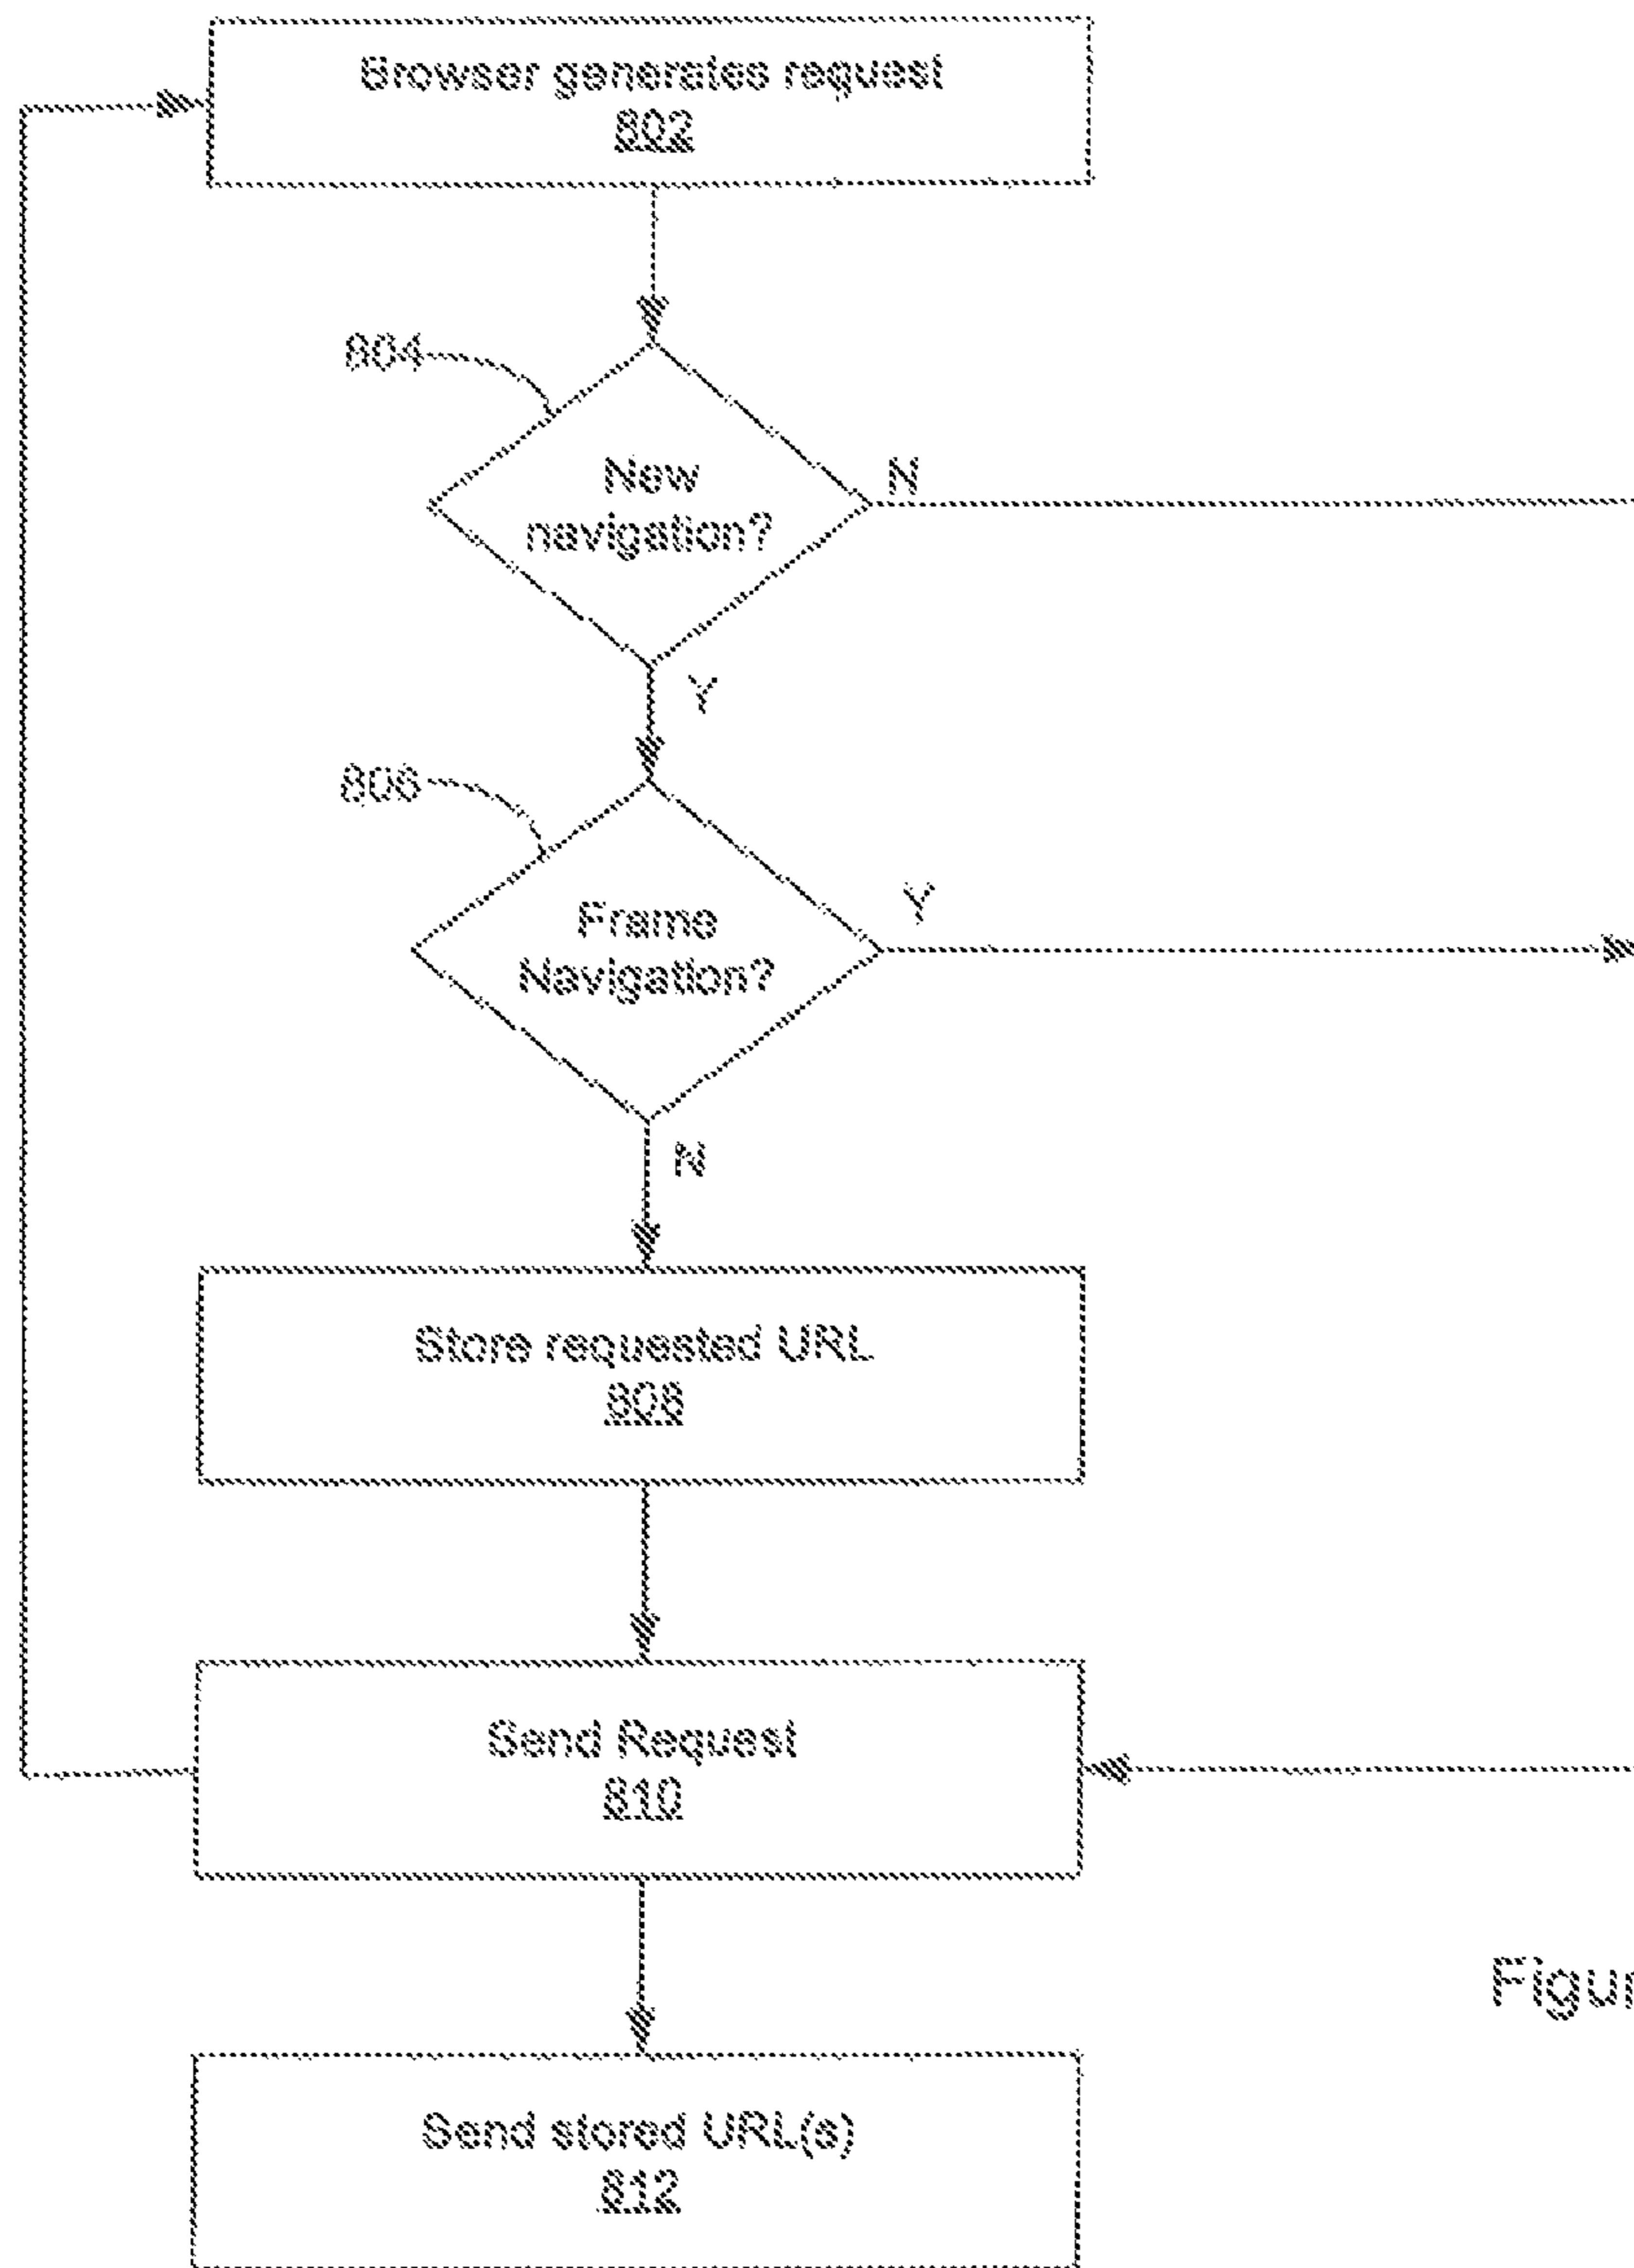 Browser generates request
802
804
New
navigation?
N
Y
806
Frame
Navigation?
Y
N
Store requested URL
808
Send Request
810
Figur
Send stored URL(s)
812